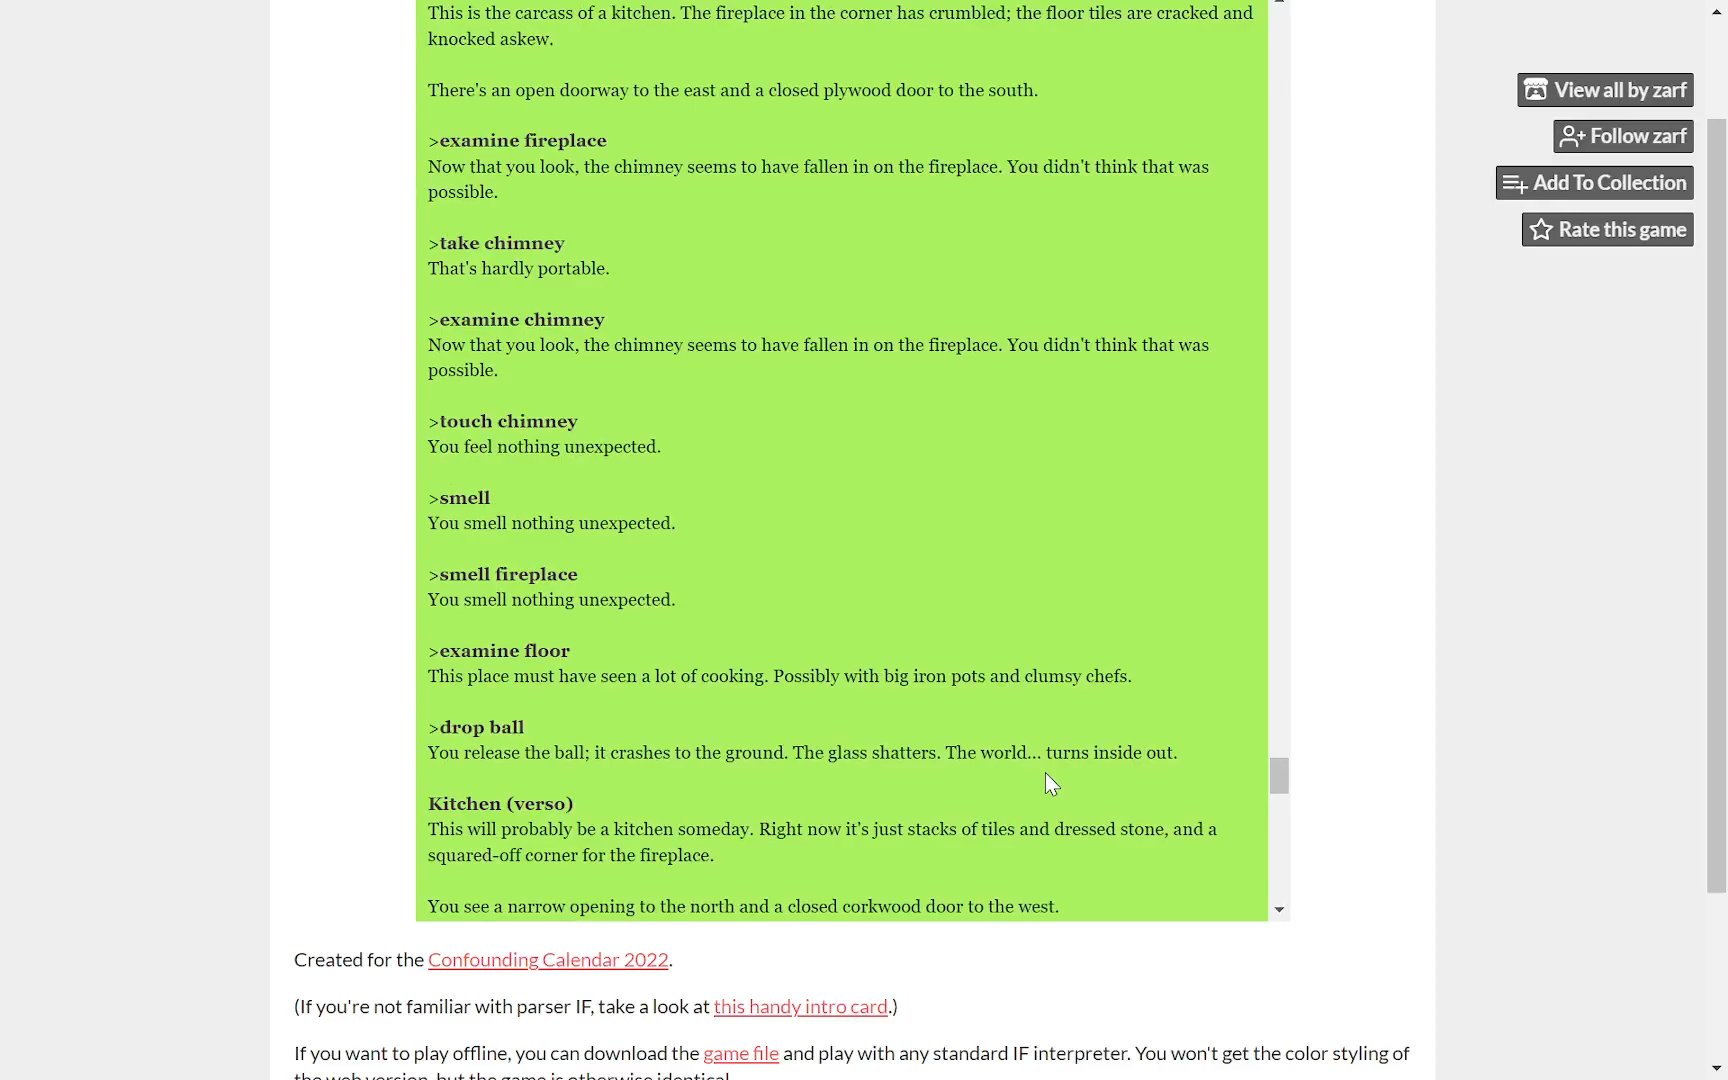 This is the carcass of a kitchen. The fireplace in the corner has crumbled; the floor tiles are cracked and
knocked askew.
There's an open doorway to the east and a closed plywood door to the south.
>examine fireplace
Now that you look, the chimney seems to have fallen in on the fireplace. You didn't think that was
possible.
>take chimney
That's hardly portable.
>examine chimney
Now that you look, the chimney seems to have fallen in on the fireplace. You didn't think that was
possible.
>touch chimney
You feel nothing unexpected.
>smell
You smell nothing unexpected.
>smell fireplace
You smell nothing unexpected.
>examine floor
This place must have seen a lot of cooking. Possibly with big iron pots and clumsy chefs.
>drop ball
You release the ball; it crashes to the ground. The glass shatters. The world... turns inside out.
Kitchen (verso)
This will probably be a kitchen someday. Right now it's just stacks of tiles and dressed stone, and a
squared-off corner for the fireplace.
You see a narrow opening to the north and a closed corkwood door to the west.
Created for the Confounding Calendar 2022.
(If you're not familiar with parser IF, take a look at this handy intro card.)
If you want to play offline, you can download the game file and play with any standard IF interpreter. You won't get the color styling of
the web version, but the game is otherwise identical.
View all by zarf
Follow zarf
Add To Collection
Rate this game